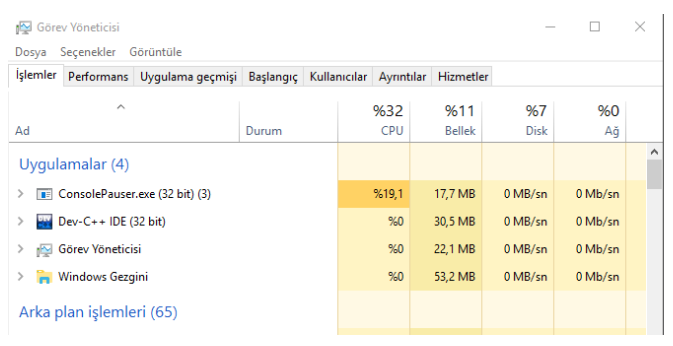 Görev Yöneticisi
Dosya Seçenekler Görüntüle
İşlemler Performans Uygulama geçmişi Başlangıç Kullanıcılar Ayrıntılar Hizmetler
%32 %11 %7 %0
Ad Durum CPU Bellek Disk Ağ
Uygulamalar (4)
ConsolePauser.exe (32 bit) (3) %19,1 17,7 MB 0 MB/sn 0 Mb/sn
Dev-C++ IDE (32 bit) %0 30,5 MB 0 MB/sn 0 Mb/sn
Görev Yöneticisi %0 22,1 MB 0 MB/sn 0 Mb/sn
Windows Gezgini %0 53,2 MB 0 MB/sn 0 Mb/sn
Arka plan işlemleri (65)